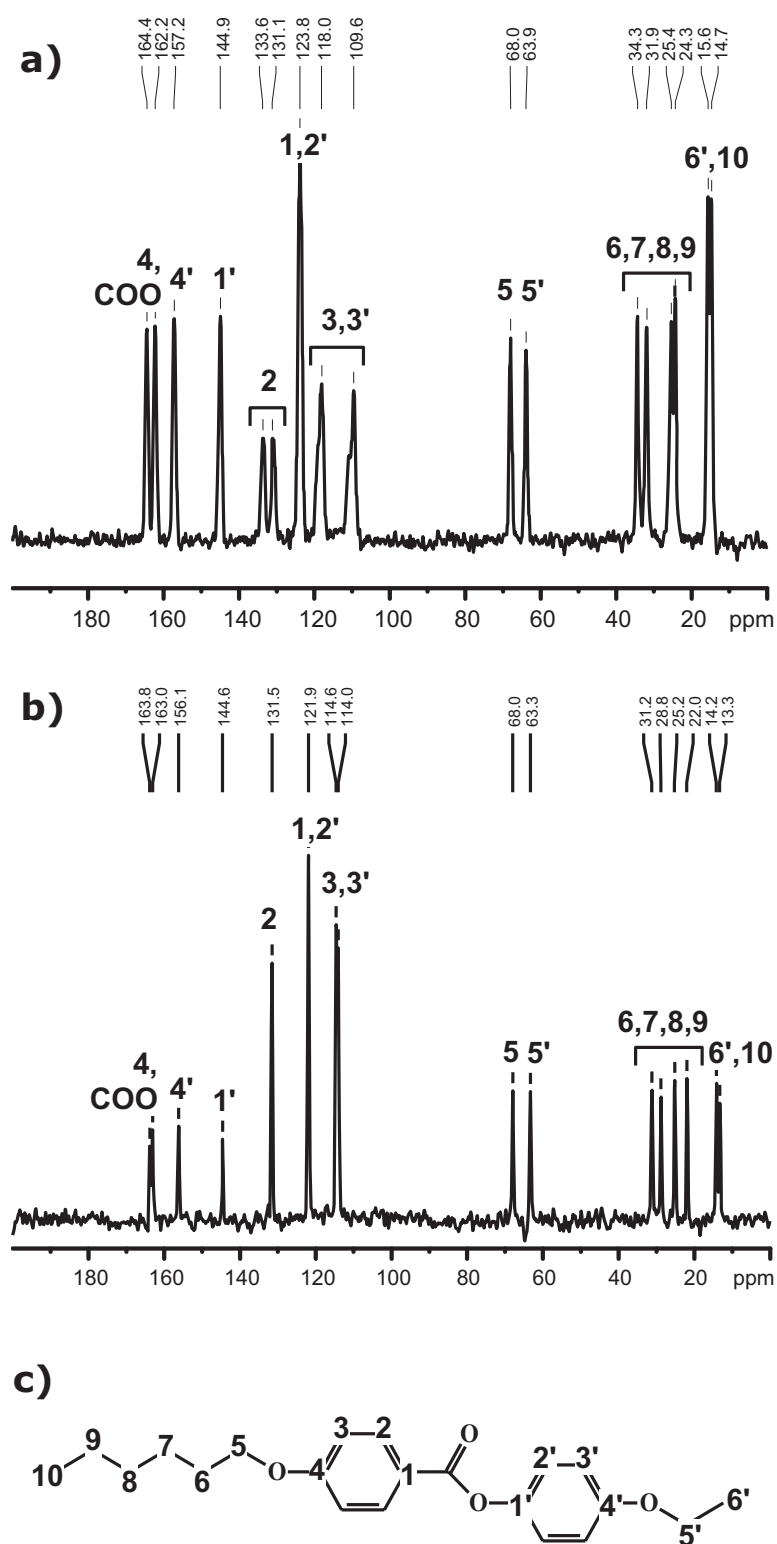 164.4 162.2 157.2 144.9 133.6 131.1 123.8 118.0 109.6 68.0 63.9 34.3 31.9 25.4 24.3 15.6 14.7
a)
1,2' 6',10
4, 6,7,8,9
COO 4' 1' 5 5'
3,3'
2
180 160 140 120 100 80 60 40 20 ppm
163.8 163.0 156.1 144.6 131.5 121.9 114.6 114.0 68.0 63.3 31.2 28.8 25.2 22.0 14.2 13.3
b)
1,2'
3,3'
2
6,7,8,9
4, 5 5' 6',10
COO 4' 1'
180 160 140 120 100 80 60 40 20 ppm
c)
9 7 5 3 2 O
10 8 6 O 4 1 2' 3'
O 1' 4' O 6'
5'